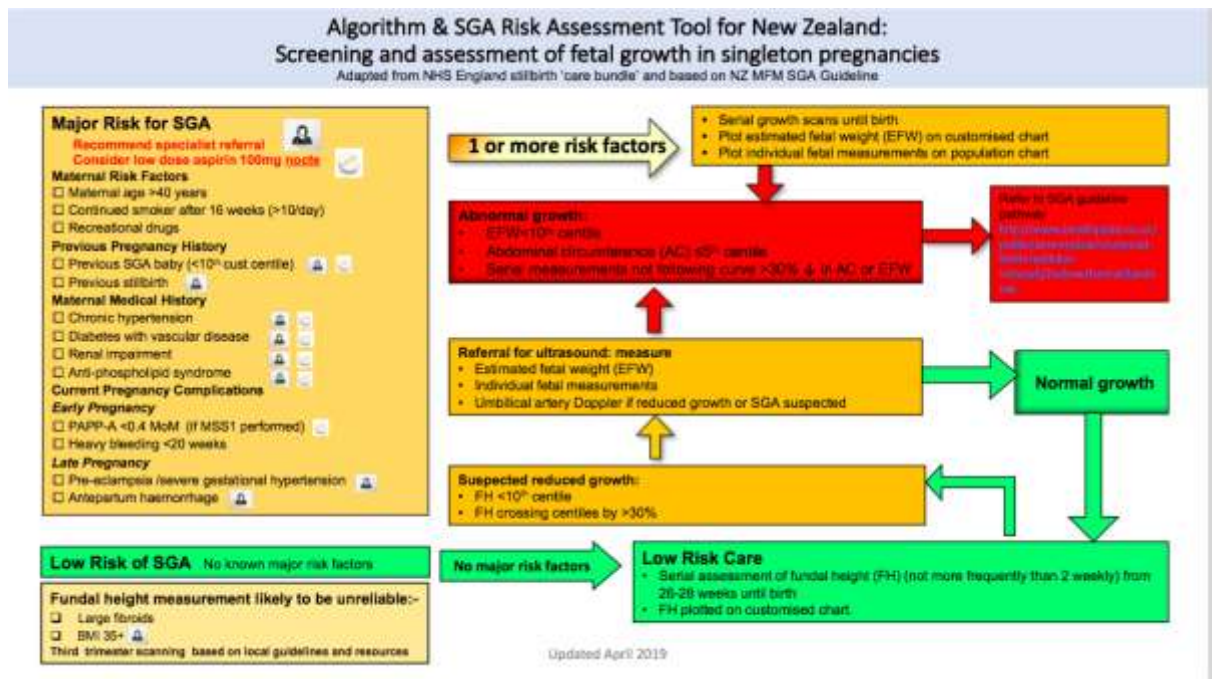 Algorithm & SGA Risk Assessment Tool for New Zealand:
Screening and assessment of fetal growth in singleton pregnancies
Adapted from NHS England stillbirth 'care bundle' and based on NZ MFM SGA Guideline
Major Risk for SGA
Recommend specialist referral
Consider low dose aspirin 100mg nocte
Maternal Risk Factors
☐ Maternal age >40 years
☐ Continued smoker after 16 weeks (>10/day)
☐ Recreational drugs
Previous Pregnancy History
☐ Previous SGA baby (<10th cust centile)
☐ Previous stillbirth
Maternal Medical History
☐ Chronic hypertension
☐ Diabetes with vascular disease
☐ Renal impairment
☐ Anti-phospholipid syndrome
Current Pregnancy Complications
Early Pregnancy
☐ PAPP-A <0.4 MoM (if MSS1 performed)
☐ Heavy bleeding <20 weeks
Late Pregnancy
☐ Pre-eclampsia /severe gestational hypertension
☐ Antepartum haemorrhage
Low Risk of SGA No known major risk factors
Fundal height measurement likely to be unreliable:-
❑ Large fibroids
❑ BMI 35+
Third trimester scanning based on local guidelines and resources
1 or more risk factors
• Serial growth scans until birth
• Plot estimated fetal weight (EFW) on customised chart
• Plot individual fetal measurements on population chart
Abnormal growth:
• EFW<10th centile
• Abdominal circumference (AC) ≤5th centile
• Serial measurements not following curve >30% ↓ in AC or EFW
Refer to SGA guideline
pathway
Referral for ultrasound: measure
• Estimated fetal weight (EFW)
• Individual fetal measurements
• Umbilical artery Doppler if reduced growth or SGA suspected
Normal growth
Suspected reduced growth:
• FH <10th centile
• FH crossing centiles by >30%
No major risk factors
Low Risk Care
• Serial assessment of fundal height (FH) (not more frequently than 2 weekly) from
26-28 weeks until birth
• FH plotted on customised chart
Updated April 2019